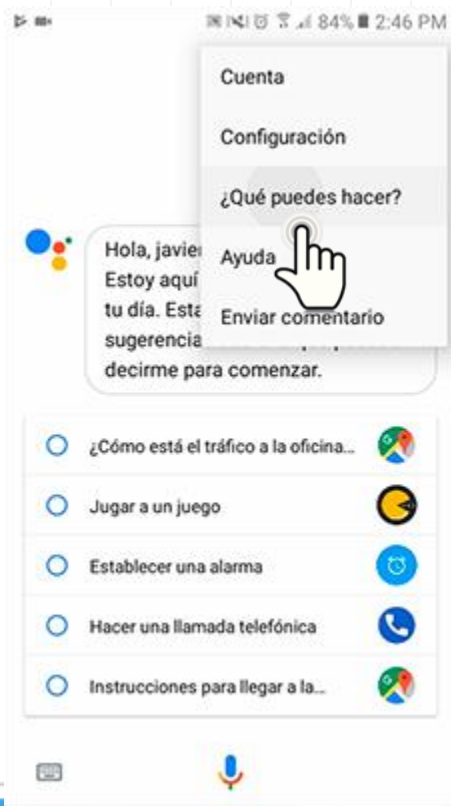 84% 2:46 PM
Cuenta
Configuración
¿Qué puedes hacer?
Ayuda
Enviar comentario
Hola, javie
Estoy aquí
tu día. Esta
sugerencia
decirme para comenzar.
¿Cómo está el tráfico a la oficina...
Jugar a un juego
Establecer una alarma
Hacer una llamada telefónica
Instrucciones para llegar a la...